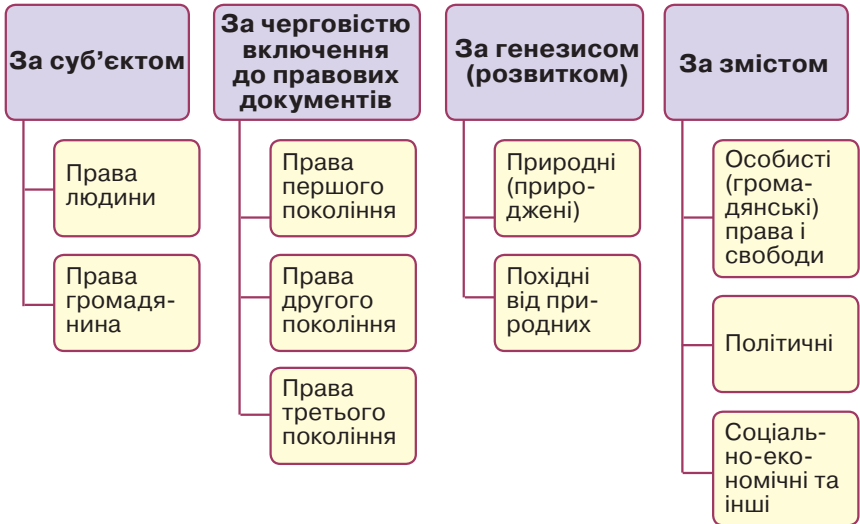 За суб’єктом
Права
людини
Права
громадя-
нина
За черговістю
включення
до правових
документів
Права
першого
покоління
Права
другого
покоління
Права
третього
покоління
За генезисом
(розвитком)
Природні
(приро-
джені)
Похідні
від при-
родних
За змістом
Особисті
(грома-
дянські)
права і
свободи
Політичні
Соціаль-
но-еко-
номічні та
інші